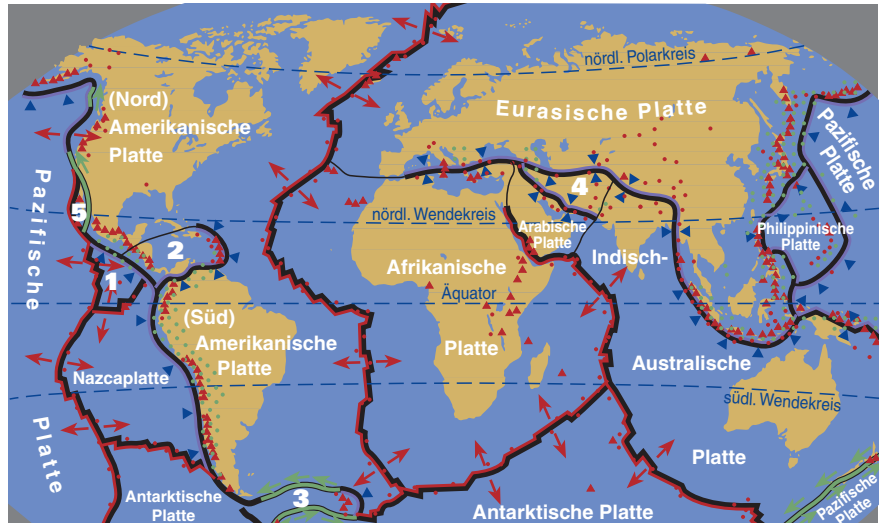 nördl. Polarkreis
(Nord)
Amerikanische
Platte
Eurasische Platte
Pazifische
Platte
Pazifische
Platte
5
4
nördl. Wendekreis
Arabische
Platte
Philippinische
Platte
2
1
Afrikanische
Platte
Indisch-
Australische
Platte
Äquator
(Süd)
Amerikanische
Platte
Nazcaplatte
südl. Wendekreis
3
Antarktische
Platte
Antarktische Platte
Pazifische
Platte